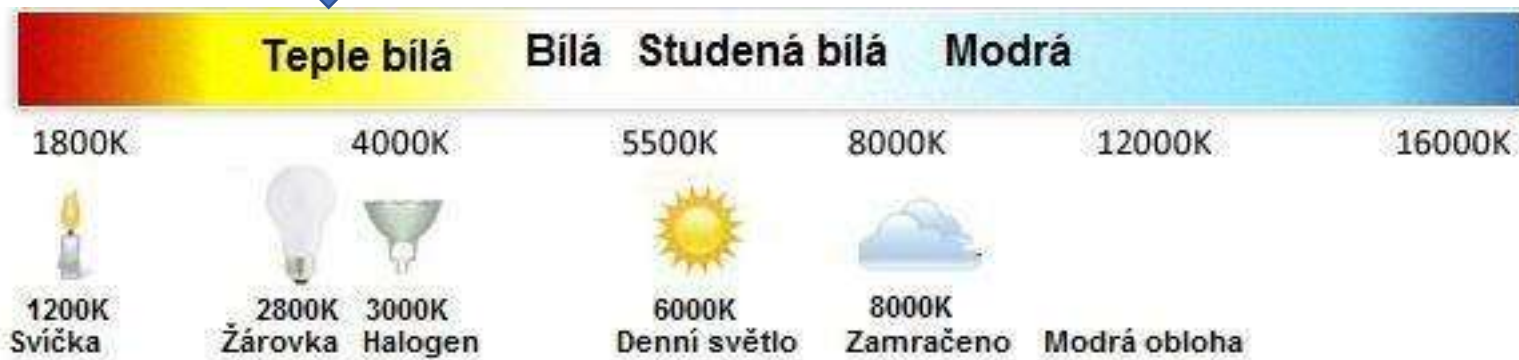 Teple bílá Bílá Studená bílá Modrá
1800K 4000K 5500K 8000K 12000K 16000K
1200K 2800K 3000K 6000K 8000K
Svíčka Žárovka Halogen Denní světlo Zamračeno Modrá obloha